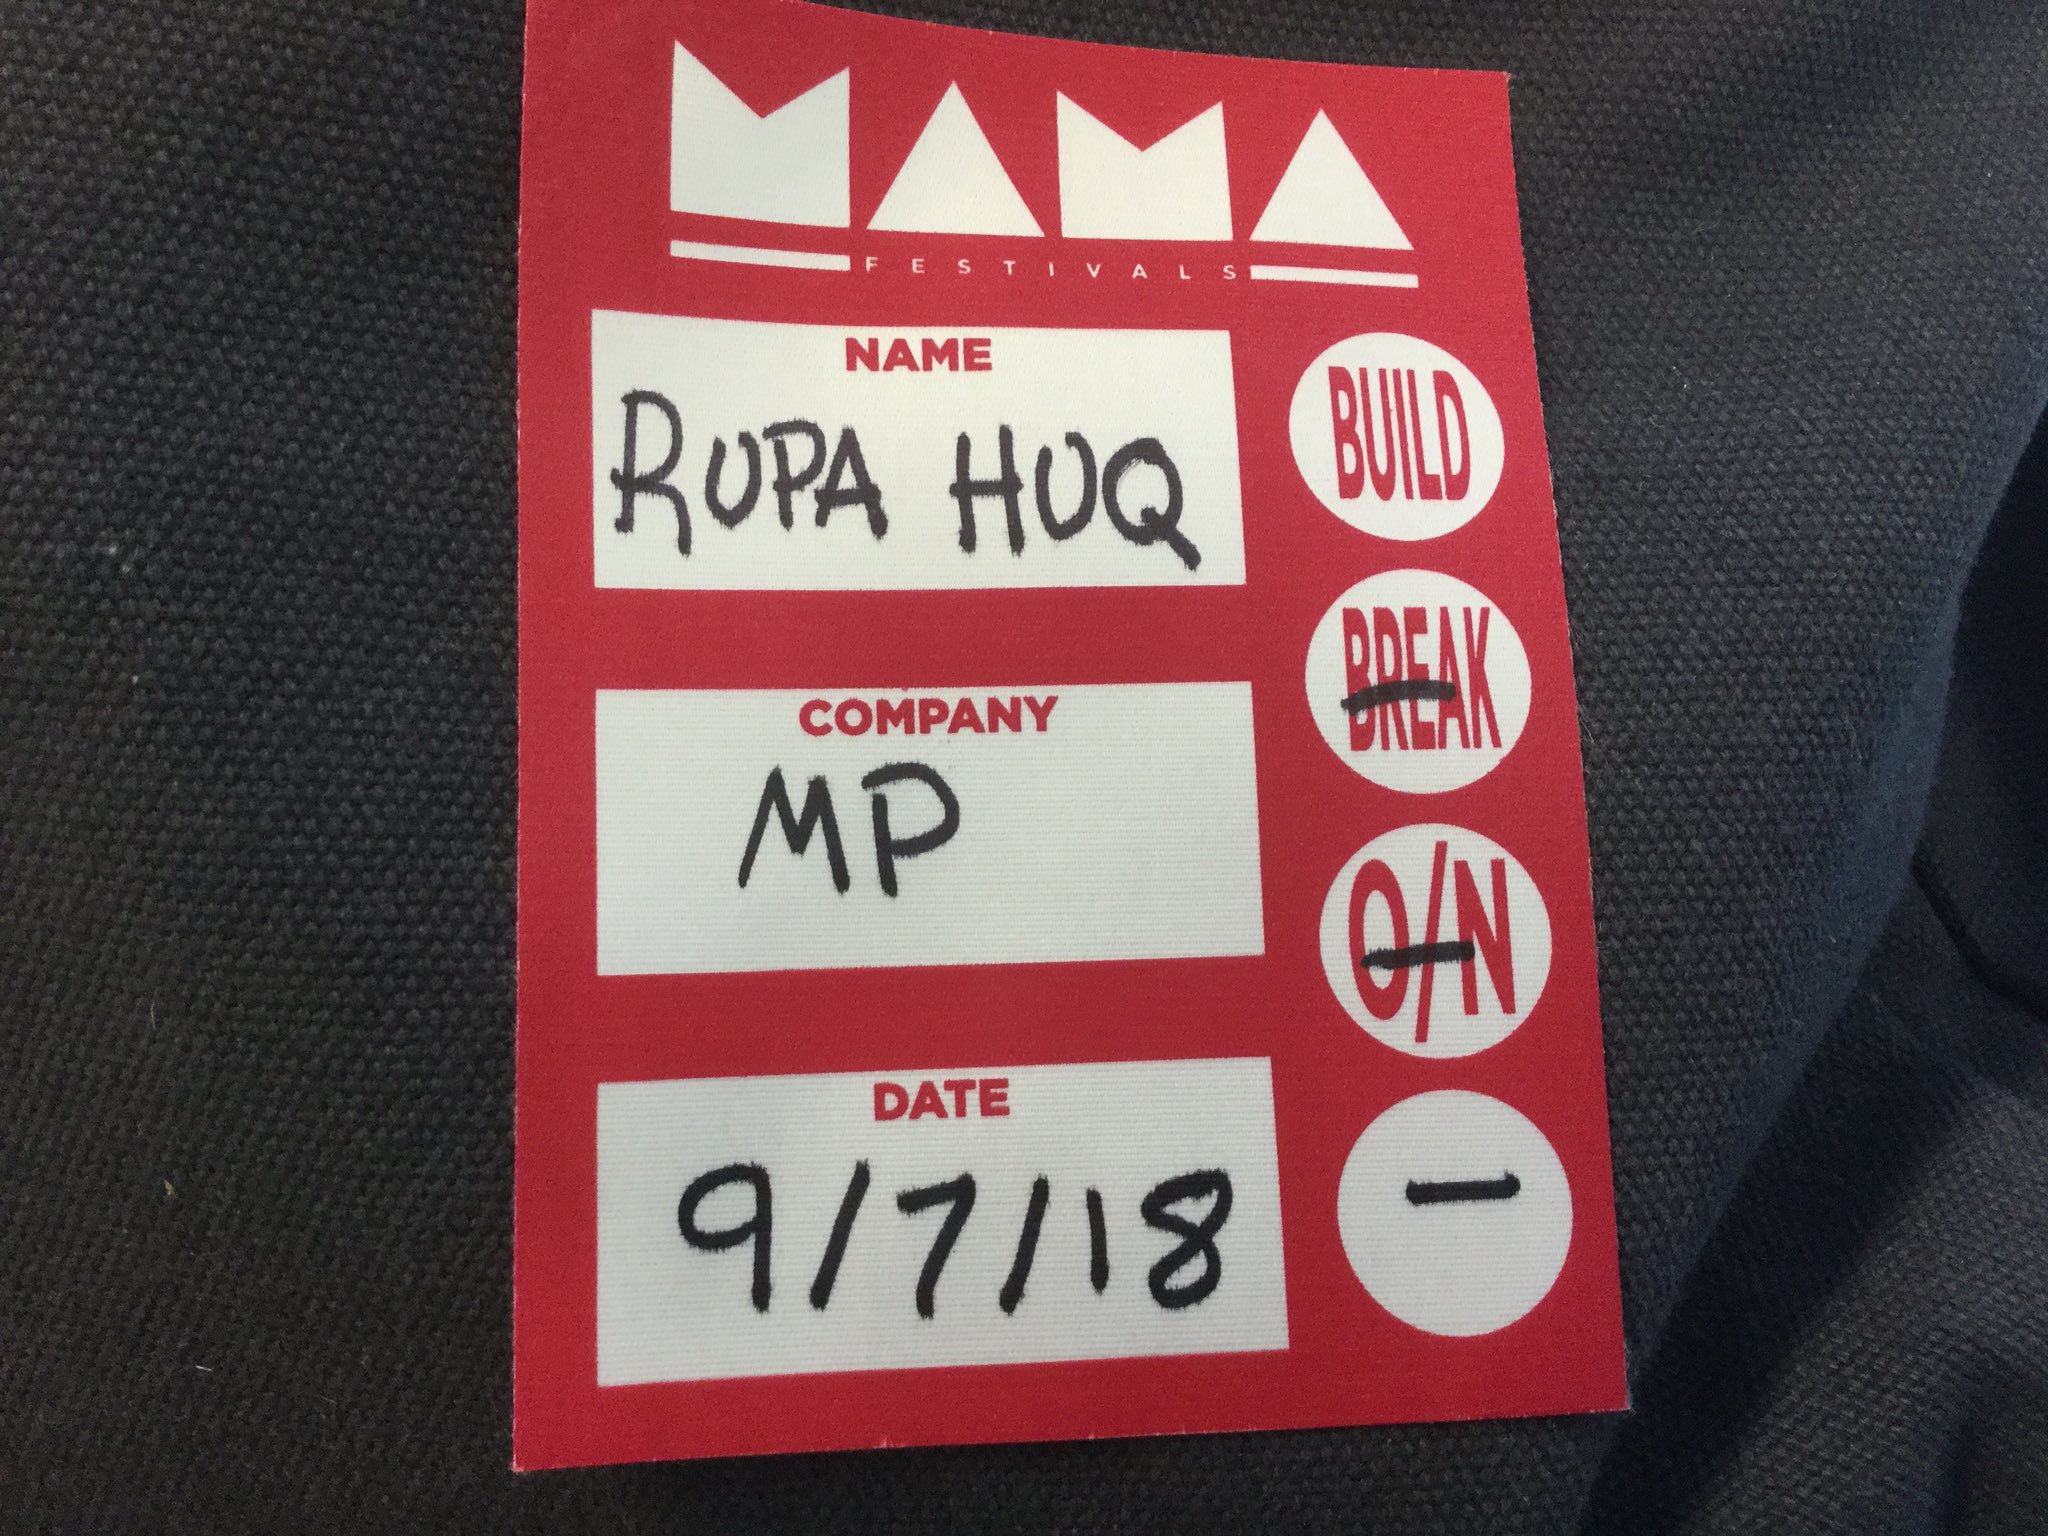 MAMA
FESTIVALS
NAME
RUPA HUQ
COMPANY
MP
DATE
9/7/18
BUILD
BREAK
O/N
—